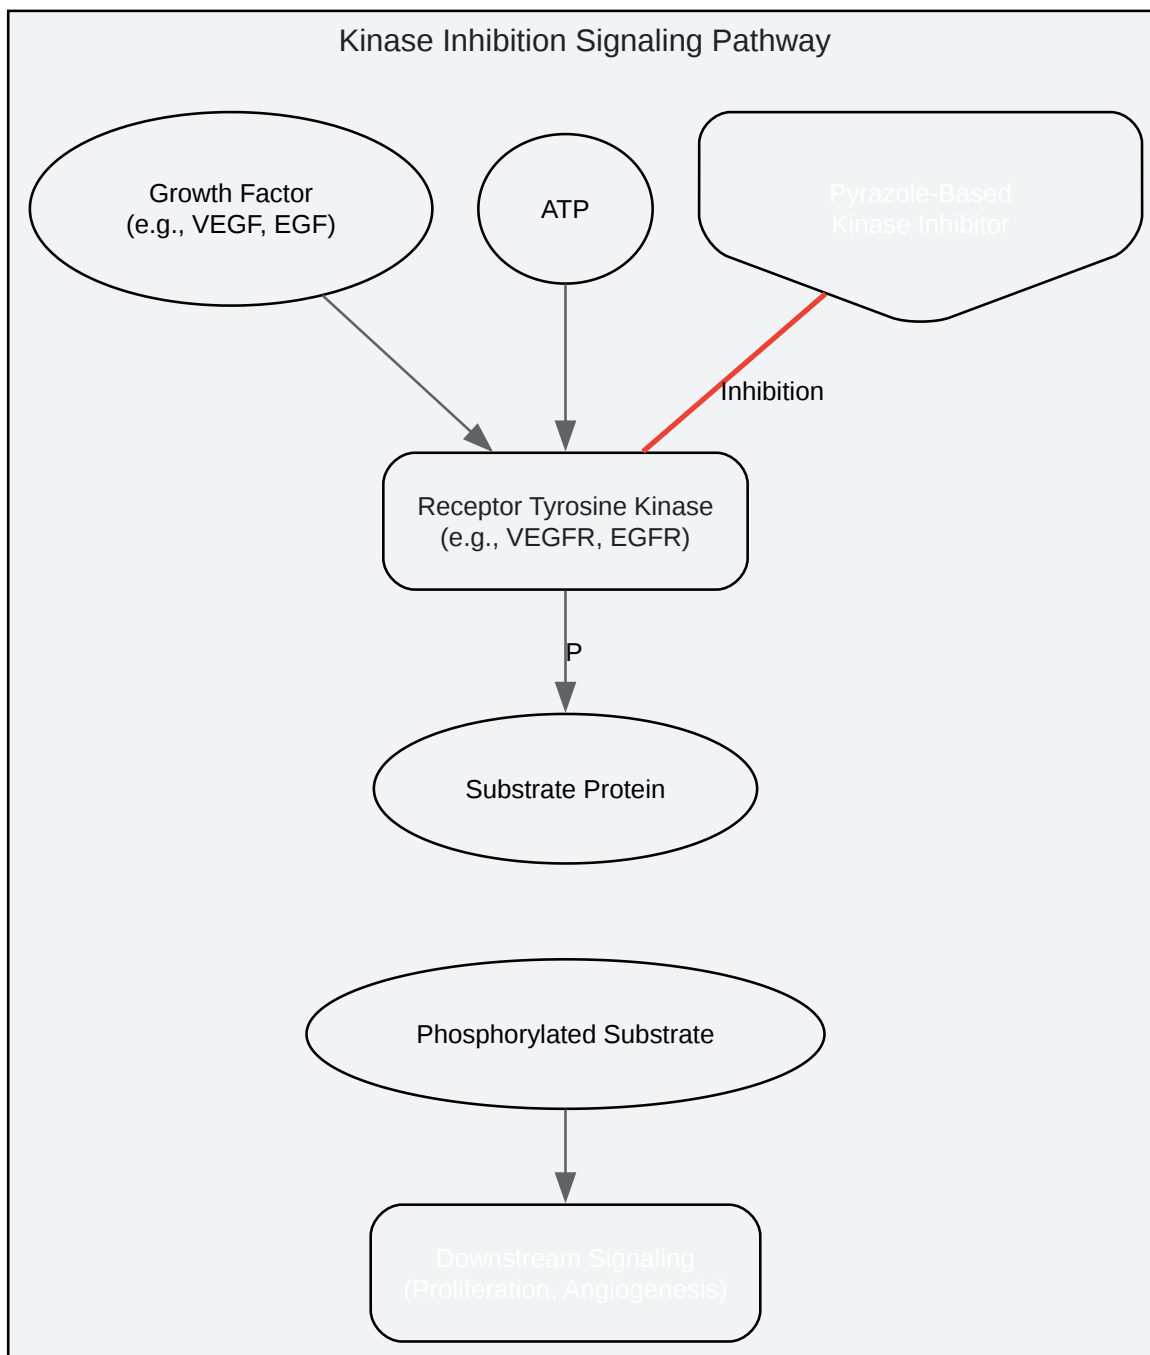 Kinase Inhibition Signaling Pathway
Growth Factor
(e.g., VEGF, EGF)
ATP
Pyrazole-Based
Kinase Inhibitor
Inhibition
Receptor Tyrosine Kinase
(e.g., VEGFR, EGFR)
P
Substrate Protein
Phosphorylated Substrate
Downstream Signaling
(Proliferation, Angiogenesis)